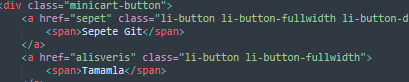 <div class="minicart-button">
<a href="sepet" class="li-button li-button-fullwidth li-button-d
<span>Sepete Git</span>
</a>
<a href="alisveris" class="li-button li-button-fullwidth">
<span>Tamamla</span>